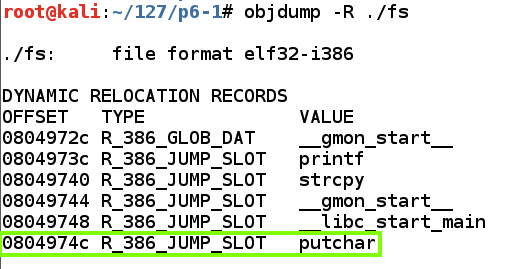 root@kali:~/127/p6-1# objdump -R ./fs
./fs:     file format elf32-i386
DYNAMIC RELOCATION RECORDS
OFFSET   TYPE              VALUE
0804972c R_386_GLOB_DAT    __gmon_start__
0804973c R_386_JUMP_SLOT   printf
08049740 R_386_JUMP_SLOT   strcpy
08049744 R_386_JUMP_SLOT   __gmon_start__
08049748 R_386_JUMP_SLOT   __libc_start_main
0804974c R_386_JUMP_SLOT   putchar